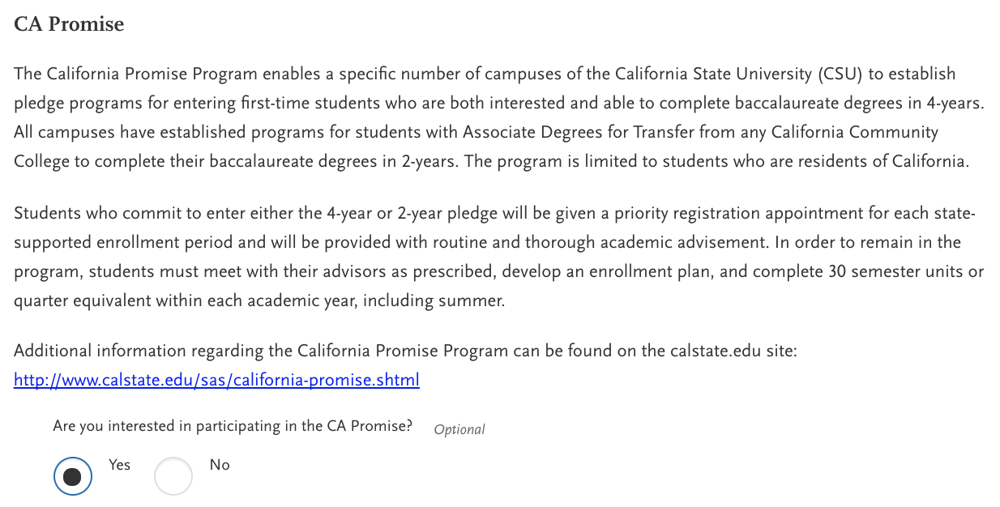 CA Promise
The California Promise Program enables a specific number of campuses of the California State University (CSU) to establish
pledge programs for entering first-time students who are both interested and able to complete baccalaureate degrees in 4-years.
All campuses have established programs for students with Associate Degrees for Transfer from any California Community
College to complete their baccalaureate degrees in 2-years. The program is limited to students who are residents of California.
Students who commit to enter either the 4-year or 2-year pledge will be given a priority registration appointment for each state-
supported enrollment period and will be provided with routine and thorough academic advisement. In order to remain in the
program, students must meet with their advisors as prescribed, develop an enrollment plan, and complete 30 semester units or
quarter equivalent within each academic year, including summer.
Additional information regarding the California Promise Program can be found on the calstate.edu site:
http://www.calstate.edu/sas/california-promise.shtml
Are you interested in participating in the CA Promise? Optional
Yes No